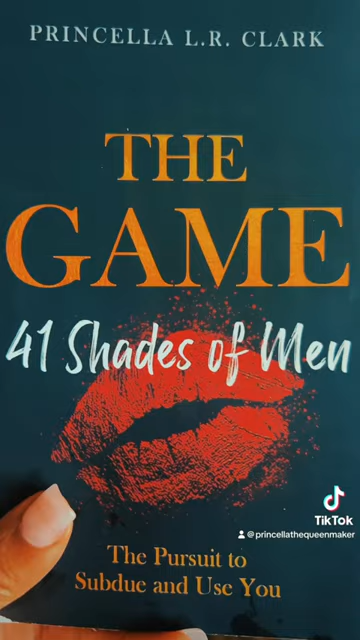 PRINCELLA L.R. CLARK
THE
GAME
41 Shades of Men
TikTok
@princellathequeenmaker
The Pursuit to
Subdue and Use You